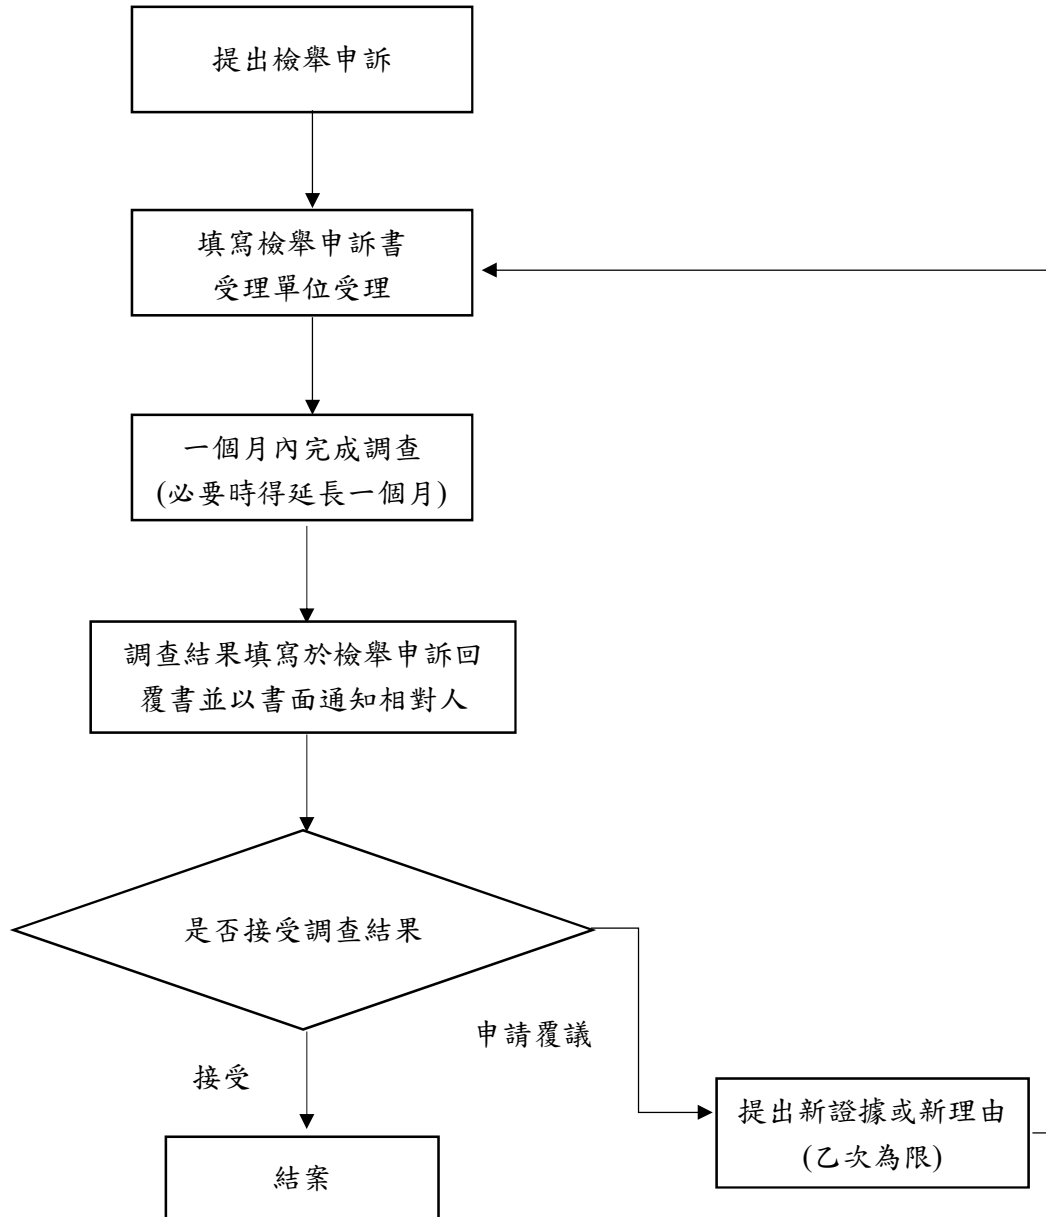 提出檢舉申訴
填寫檢舉申訴書
受理單位受理
一個月內完成調查
(必要時得延長一個月)
調查結果填寫於檢舉申訴回
覆書並以書面通知相對人
是否接受調查結果
申請覆議
接受
提出新證據或新理由
(乙次為限)
結案